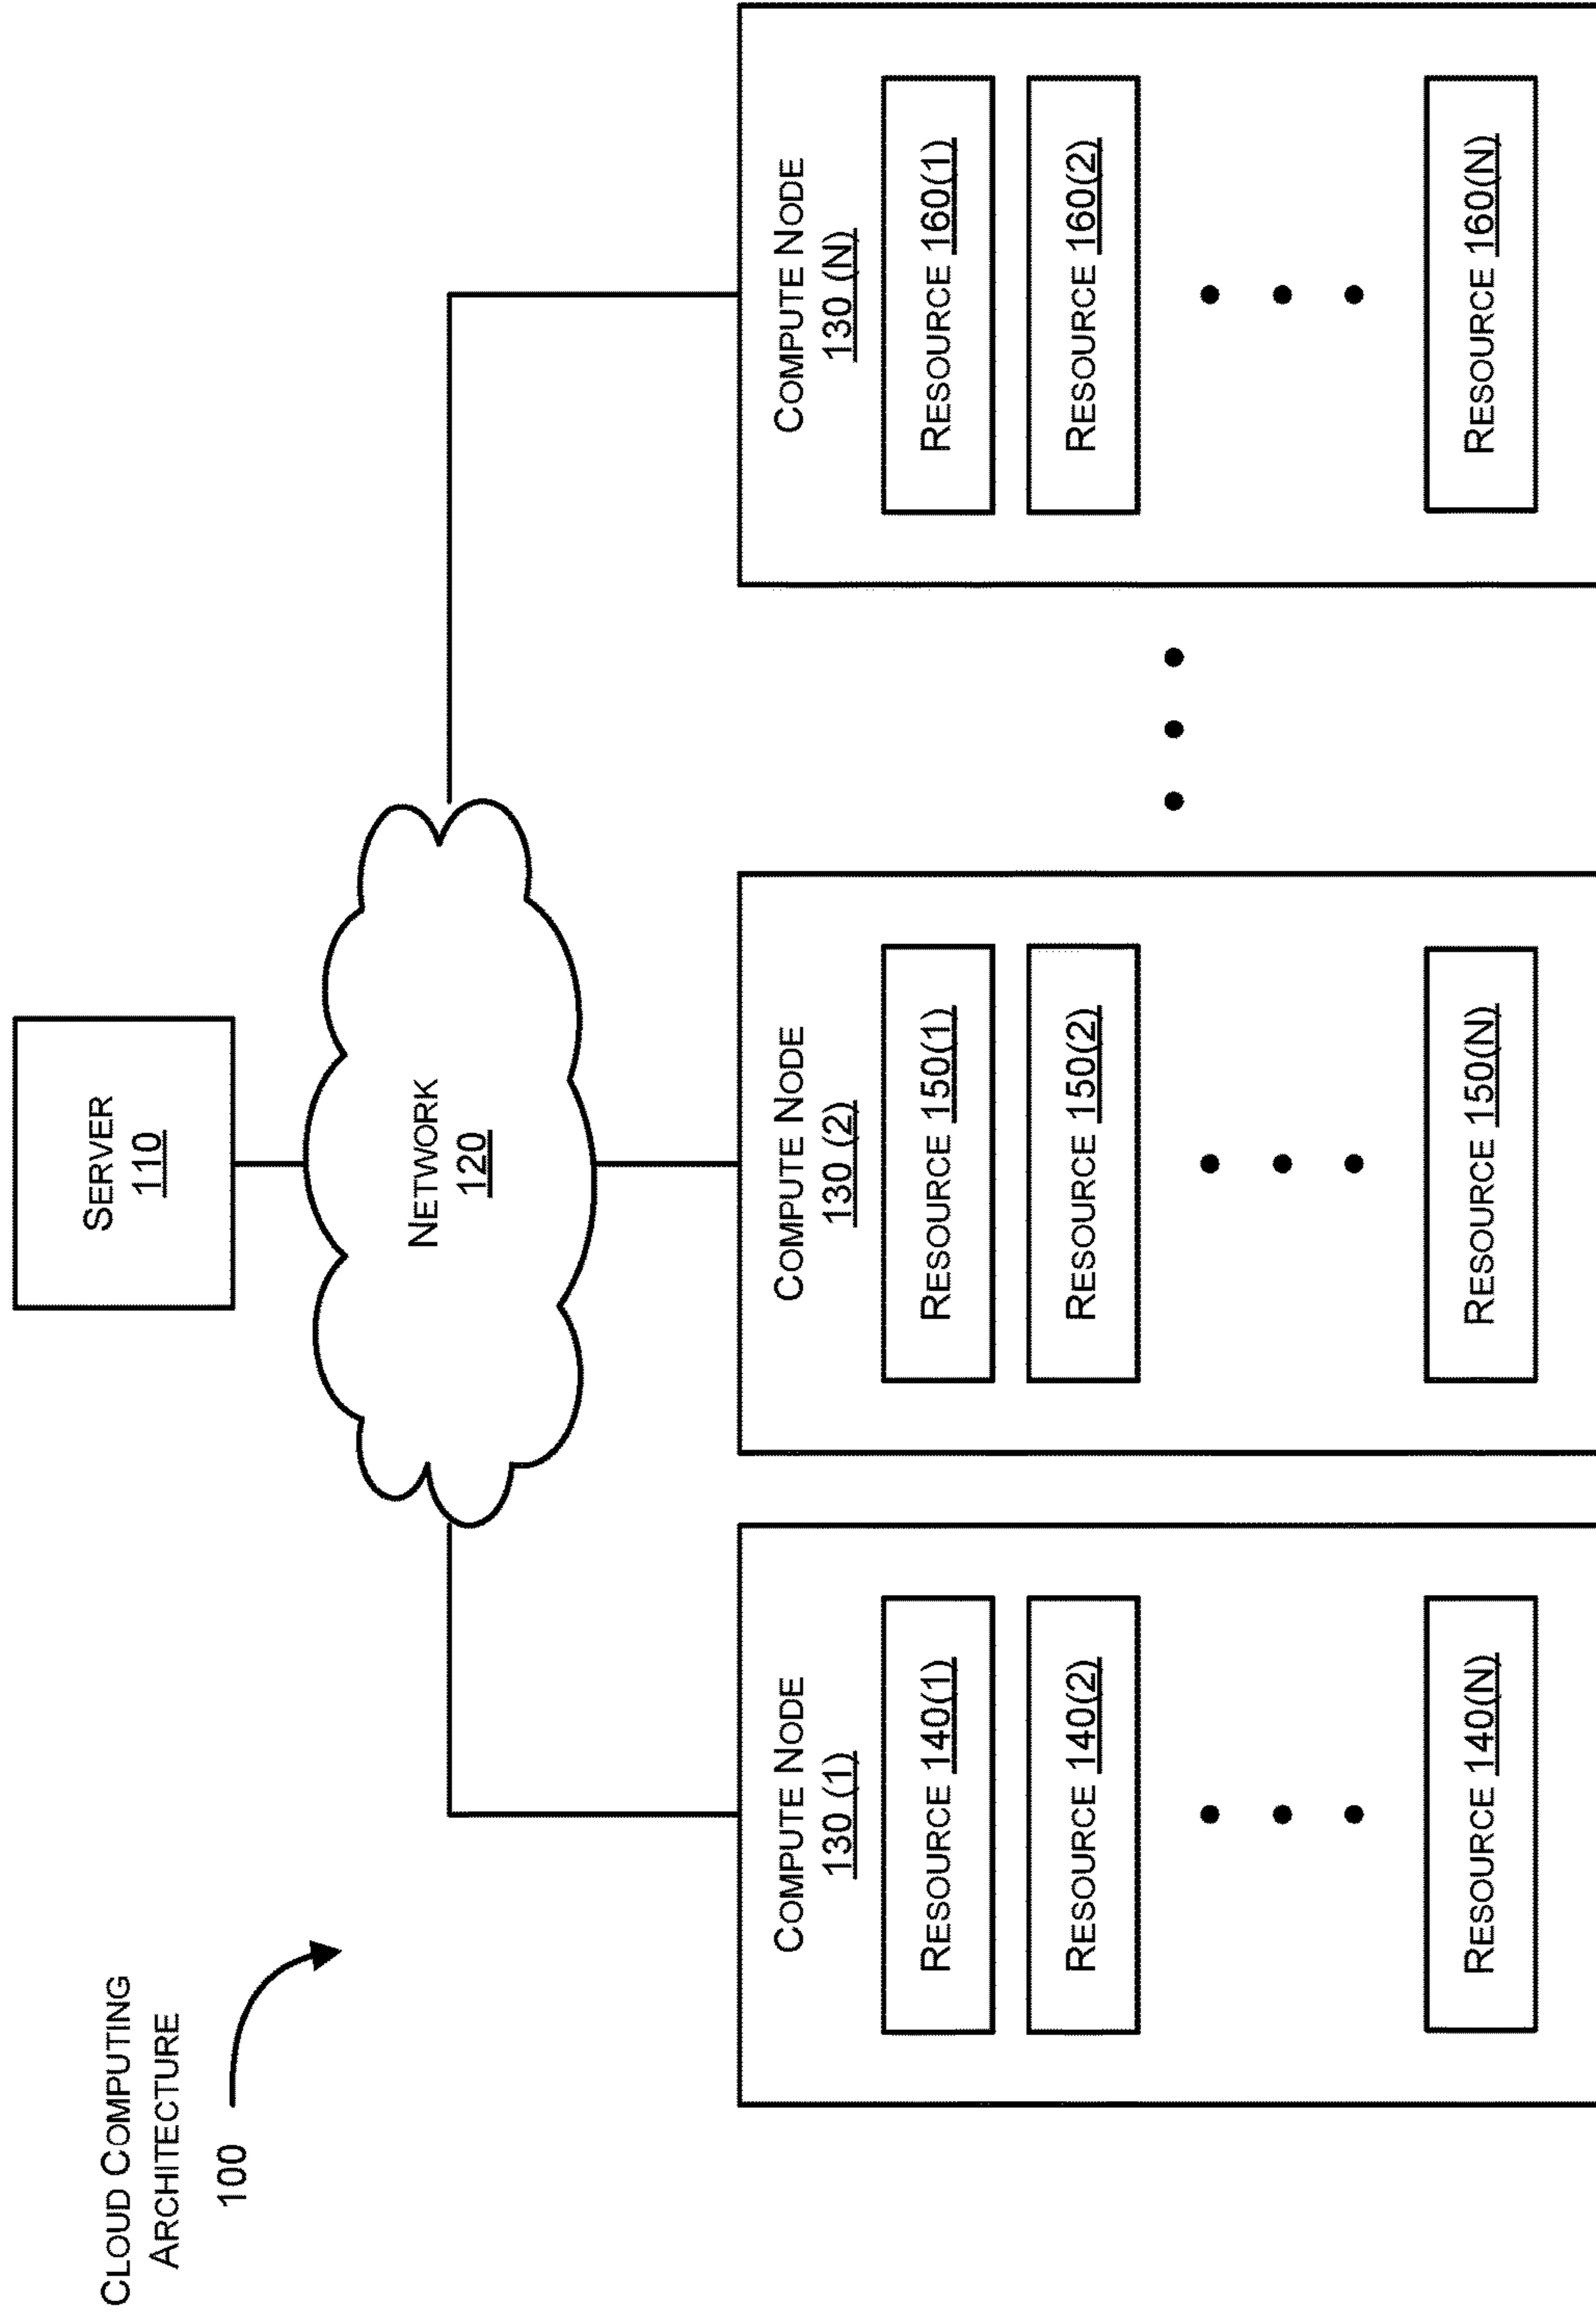 CLOUD COMPUTING
ARCHITECTURE
100
SERVER
110
NETWORK
120
COMPUTE NODE
130 (1)
RESOURCE 140(1)
RESOURCE 140(2)
RESOURCE 140(N)
COMPUTE NODE
130 (2)
RESOURCE 150(1)
RESOURCE 150(2)
RESOURCE 150(N)
COMPUTE NODE
130 (N)
RESOURCE 160(1)
RESOURCE 160(2)
RESOURCE 160(N)